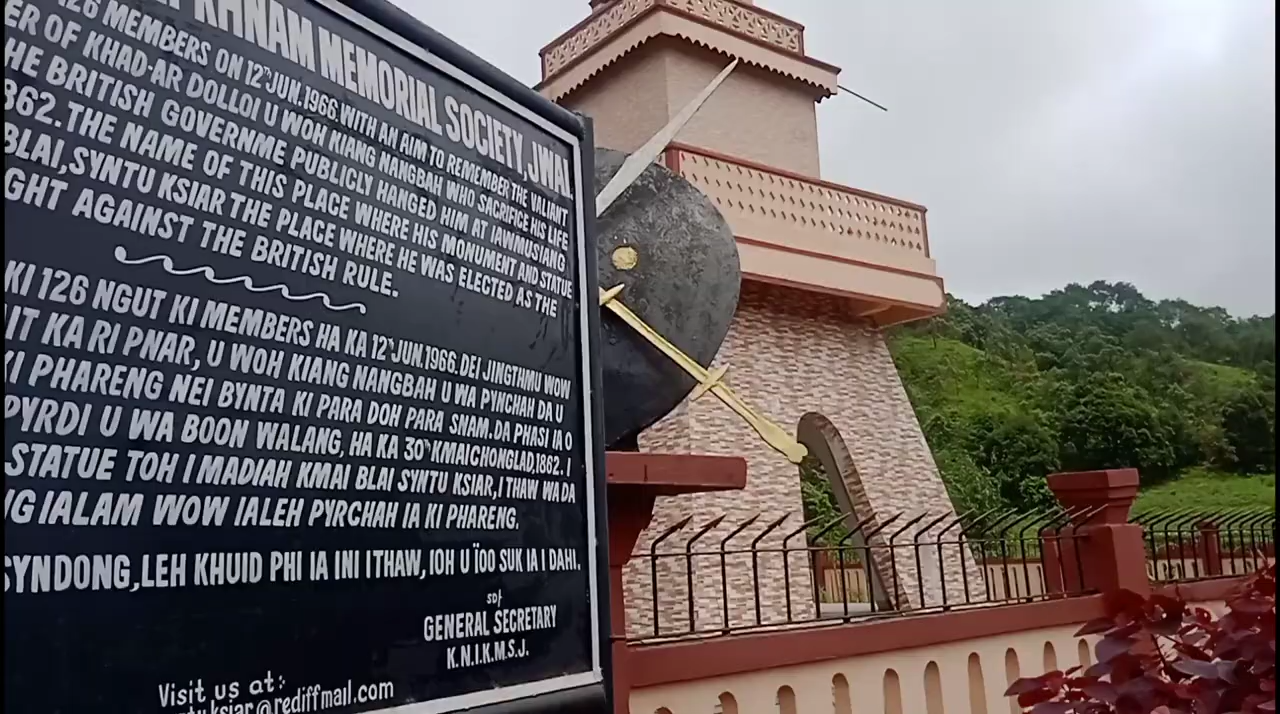 KHNAM MEMORIAL SOCIETY, JWAI
126 MEMBERS ON 12TH JUN.1966. WITH AN AIM TO REMEMBER THE VALIANT
ER OF KHAD-AR DOLLOI U WOH KIANG NANGBAH WHO SACRIFICE HIS LIFE
HE BRITISH GOVERNME PUBLICLY HANGED HIM AT IAWMUSIANG
862. THE NAME OF THIS PLACE WHERE HIS MONUMENT AND STATUE
BLAI, SYNTU KSIAR THE PLACE WHERE HE WAS ELECTED AS THE
GHT AGAINST THE BRITISH RULE.
KI 126 NGUT KI MEMBERS HA KA 12TH JUN.1966. DEI JINGTHMU WOW
IT KA RI PNAR, U WOH KIANG NANGBAH U WA PYNCHAH DA U
KI PHARENG NEI BYNTA KI PARA DOH PARA SNAM. DA PHASI IA O
PYRDI U WA BOON WALANG, HA KA 30TH KMAICHONGLAD, 1862. I
STATUE TOH I MADIAH KMAI BLAI SYNTU KSIAR, I THAW WA DA
NG IALAM WOW IALEH PYRCHAH IA KI PHARENG.
SYNDONG, LEH KHUID PHI IA INI ITHAW, IOH U ÏOO SUK IA I DAHI.
sd/
GENERAL SECRETARY
K.N.I.K.M.S.J.
Visit us at:-
tuksiar@rediffmail.com